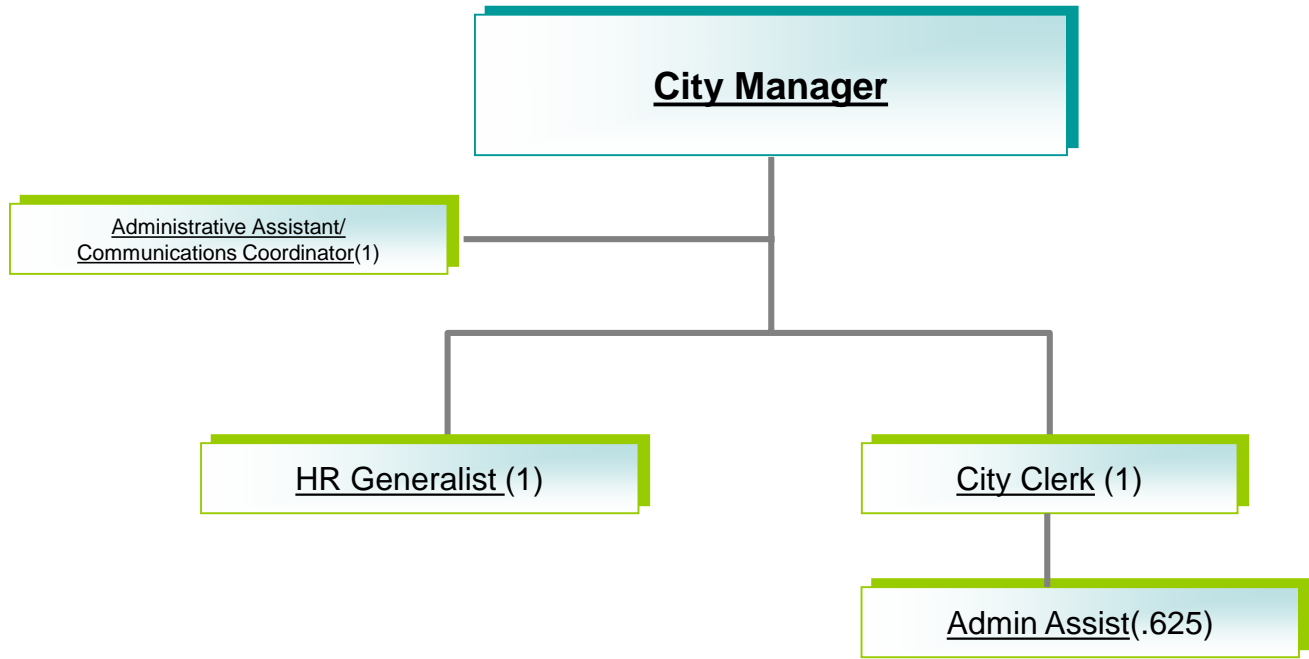 City Manager
Administrative Assistant/
Communications Coordinator(1)
HR Generalist (1)
City Clerk (1)
Admin Assist(.625)